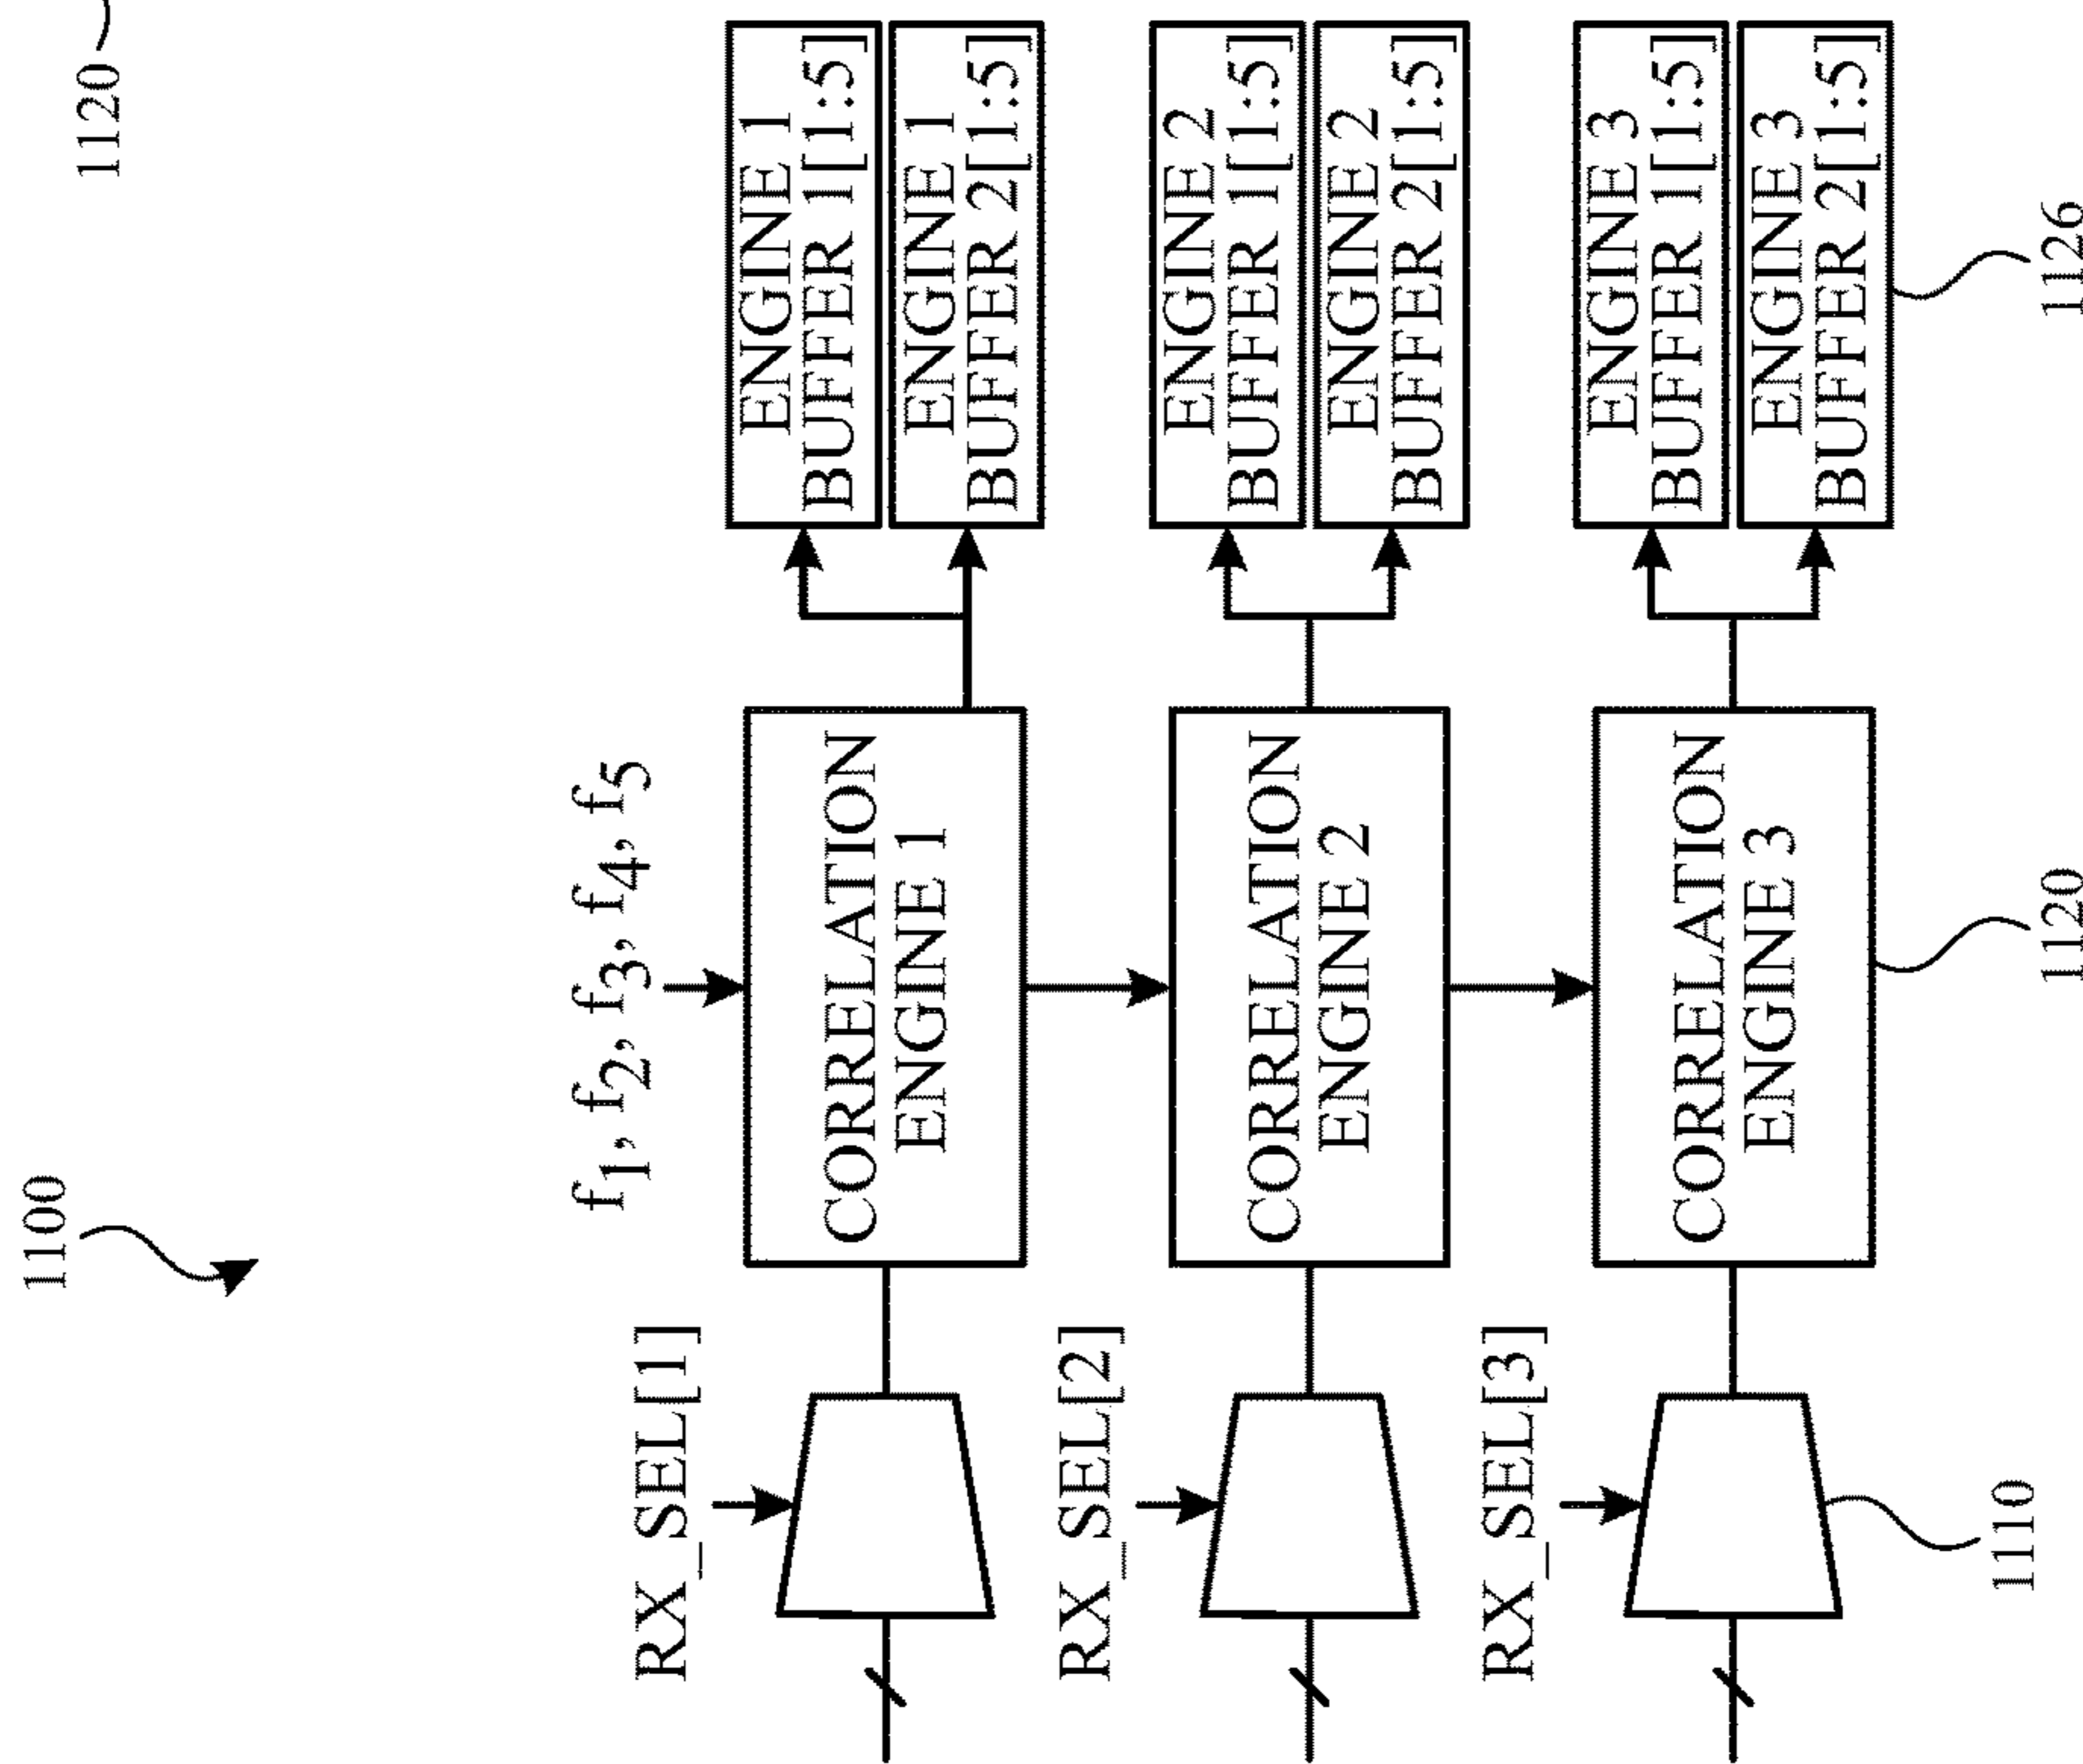 1100
1120
f1, f2, f3, f4, f5
RX_SEL[1]
CORRELATION
ENGINE 1
ENGINE 1
BUFFER 1[1:5]
ENGINE 1
BUFFER 2[1:5]
RX_SEL[2]
CORRELATION
ENGINE 2
ENGINE 2
BUFFER 1[1:5]
ENGINE 2
BUFFER 2[1:5]
RX_SEL[3]
CORRELATION
ENGINE 3
ENGINE 3
BUFFER 1[1:5]
ENGINE 3
BUFFER 2[1:5]
1110
1120
1126